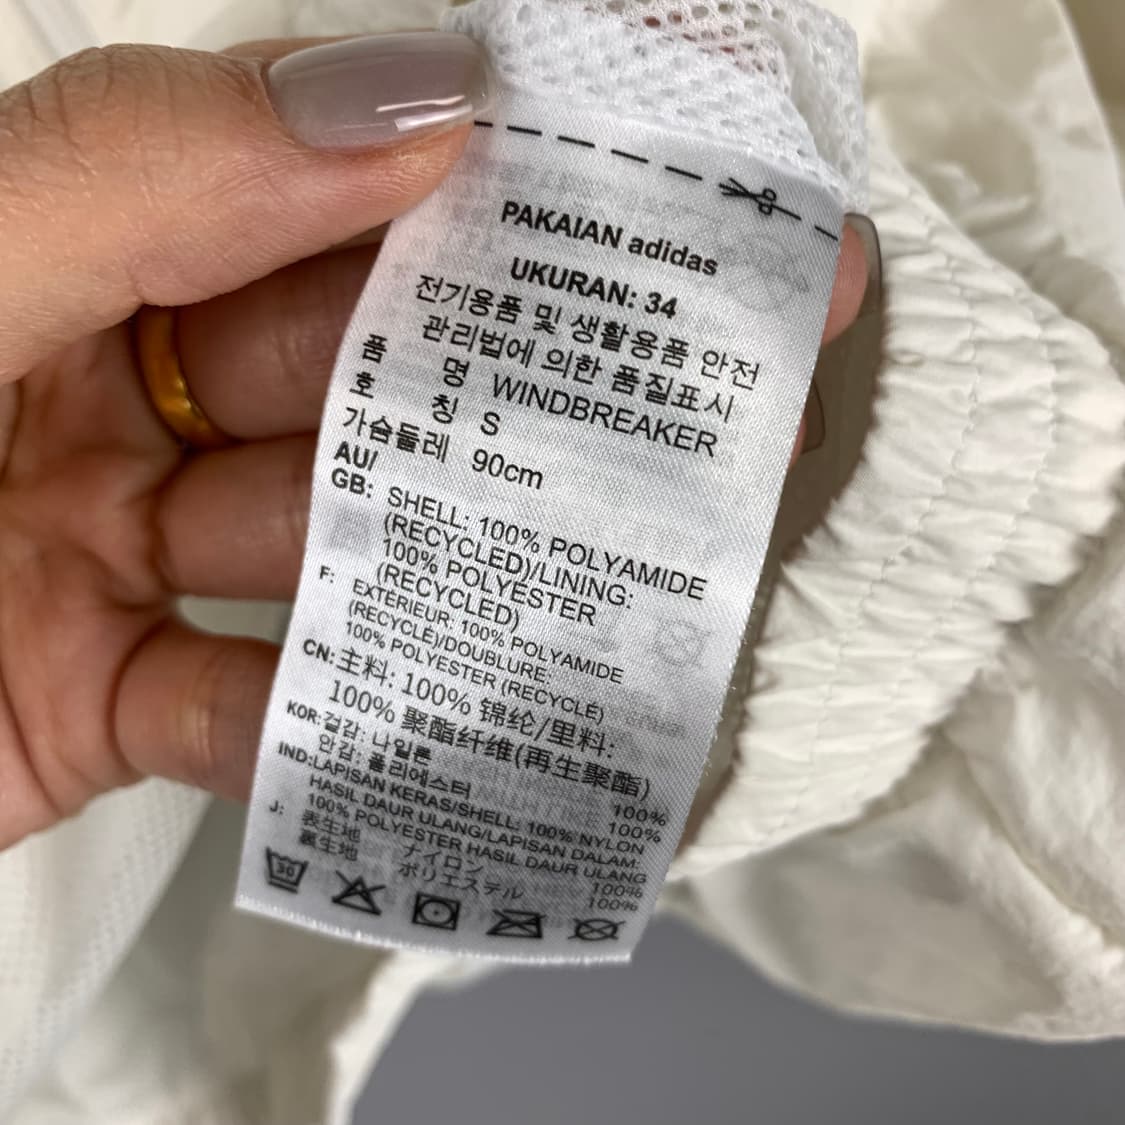 PAKAIAN adidas
UKURAN: 34
전기용품 및 생활용품 안전
관리법에 의한 품질표시
품 명 WINDBREAKER
호 칭 S
가슴둘레 90cm
AU/
GB: SHELL: 100% POLYAMIDE
(RECYCLED)/LINING:
100% POLYESTER
(RECYCLED)
F: EXTÉRIEUR: 100% POLYAMIDE
(RECYCLÉ)/DOUBLURE:
100% POLYESTER (RECYCLÉ)
CN: 主料: 100% 锦纶/里料:
100% 聚酯纤维(再生聚酯)
KOR: 겉감: 나일론 100%
안감: 폴리에스터 100%
IND: LAPISAN KERAS/SHELL: 100% NYLON
HASIL DAUR ULANG/LAPISAN DALAM:
100% POLYESTER HASIL DAUR ULANG
J: 表生地 ナイロン 100%
裏生地 ポリエステル 100%
30